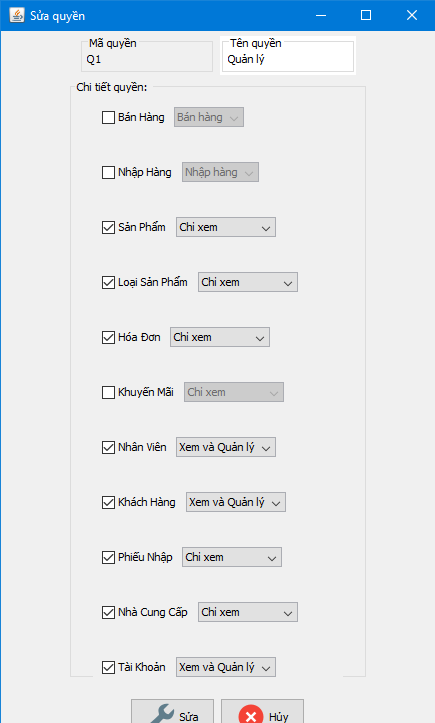 Sửa quyền
Mã quyền Tên quyền
Q1 Quản lý
Chi tiết quyền:
Bán Hàng Bán hàng
Nhập Hàng Nhập hàng
Sản Phẩm Chỉ xem
Loại Sản Phẩm Chỉ xem
Hóa Đơn Chỉ xem
Khuyến Mãi Chỉ xem
Nhân Viên Xem và Quản lý
Khách Hàng Xem và Quản lý
Phiếu Nhập Chỉ xem
Nhà Cung Cấp Chỉ xem
Tài Khoản Xem và Quản lý
Sửa Hủy